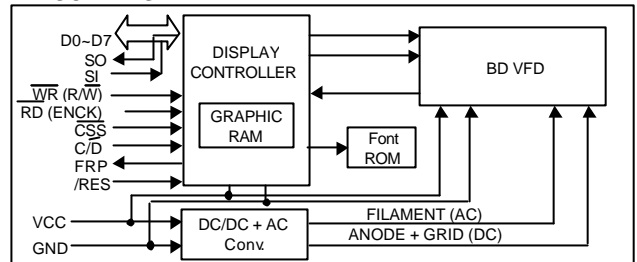 D0~D7
SO
SI
WR (R/W)
RD (ENCK)
CSS
C/D
FRP
/RES
VCC
GND
DISPLAY
CONTROLLER
GRAPHIC
RAM
BD VFD
Font
ROM
DC/DC + AC
Conv.
FILAMENT (AC)
ANODE + GRID (DC)